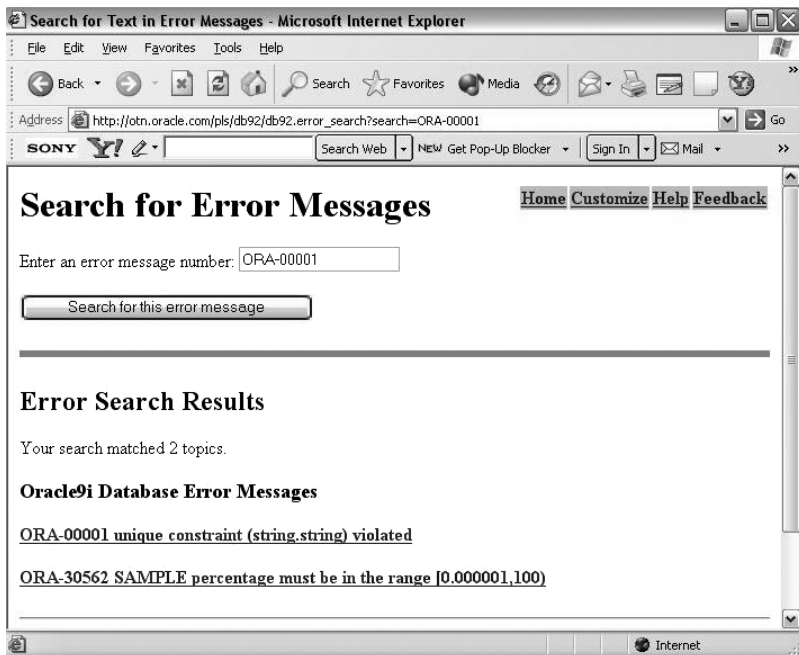 Search for Text in Error Messages - Microsoft Internet Explorer
File Edit View Favorites Tools Help
Back Search Favorites Media
Address http://otn.oracle.com/pls/db92/db92.error_search?search=ORA-00001 Go
SONY Y! Search Web NEW Get Pop-Up Blocker Sign In Mail
Search for Error Messages
Home Customize Help Feedback
Enter an error message number: ORA-00001
Search for this error message
Error Search Results
Your search matched 2 topics.
Oracle9i Database Error Messages
ORA-00001 unique constraint (string.string) violated
ORA-30562 SAMPLE percentage must be in the range [0.000001,100)
Internet